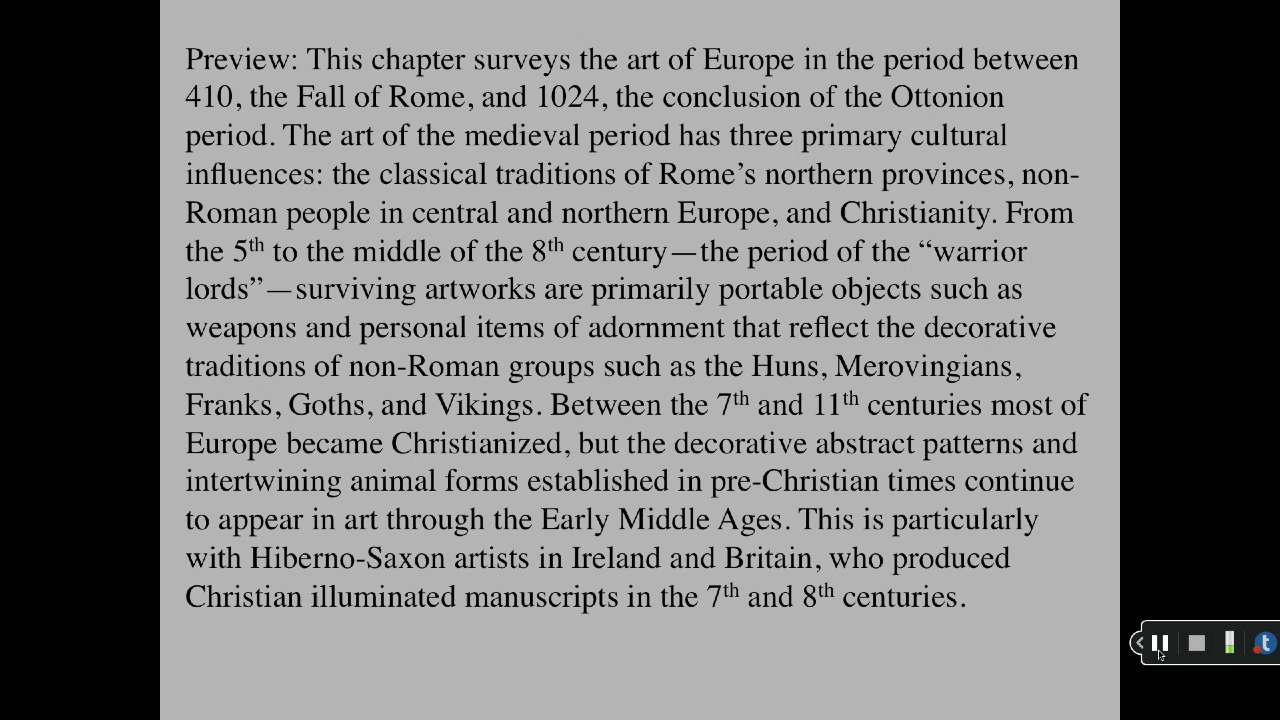 Preview: This chapter surveys the art of Europe in the period between
410, the Fall of Rome, and 1024, the conclusion of the Ottonion
period. The art of the medieval period has three primary cultural
influences: the classical traditions of Rome’s northern provinces, non-
Roman people in central and northern Europe, and Christianity. From
the 5th to the middle of the 8th century—the period of the “warrior
lords”—surviving artworks are primarily portable objects such as
weapons and personal items of adornment that reflect the decorative
traditions of non-Roman groups such as the Huns, Merovingians,
Franks, Goths, and Vikings. Between the 7th and 11th centuries most of
Europe became Christianized, but the decorative abstract patterns and
intertwining animal forms established in pre-Christian times continue
to appear in art through the Early Middle Ages. This is particularly
with Hiberno-Saxon artists in Ireland and Britain, who produced
Christian illuminated manuscripts in the 7th and 8th centuries.
t